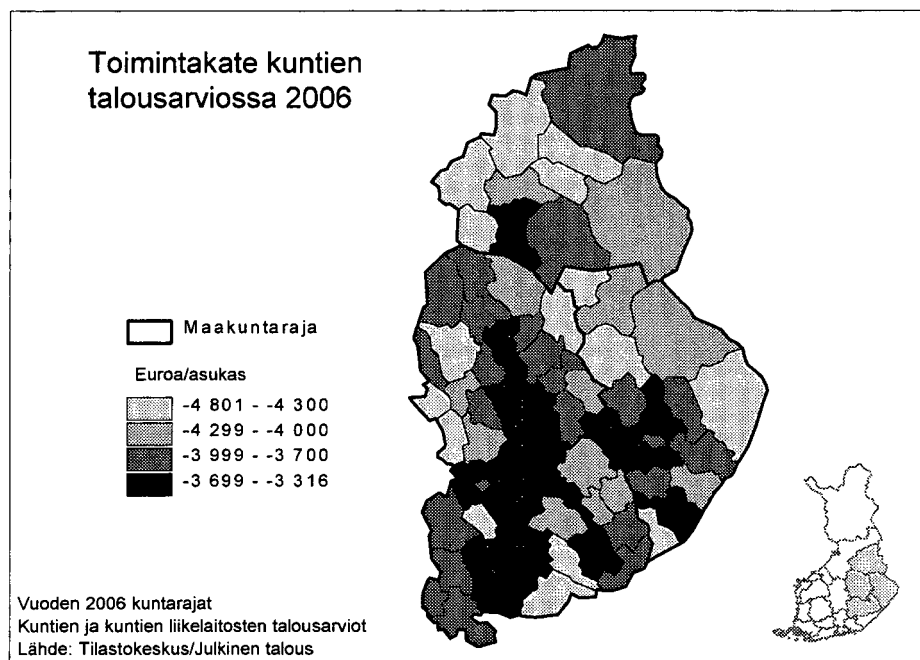 Toimintakate kuntien
talousarviossa 2006
Maakuntaraja
Euroa/asukas
-4 801 - -4 300
-4 299 - -4 000
-3 999 - -3 700
-3 699 - -3 316
Vuoden 2006 kuntarajat
Kuntien ja kuntien liikelaitosten talousarviot
Lähde: Tilastokeskus/Julkinen talous